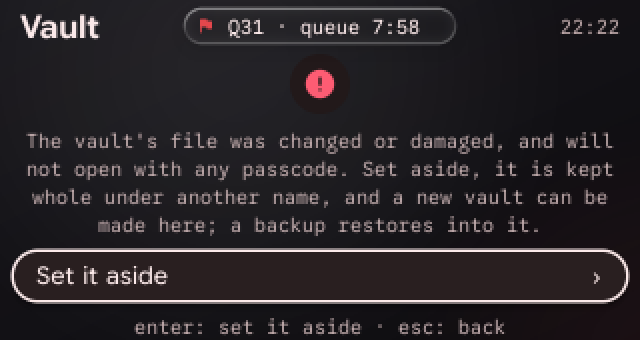 Vault
Q31 · queue 7:58
22:22
The vault's file was changed or damaged, and will
not open with any passcode. Set aside, it is kept
whole under another name, and a new vault can be
made here; a backup restores into it.
Set it aside ›
enter: set it aside · esc: back